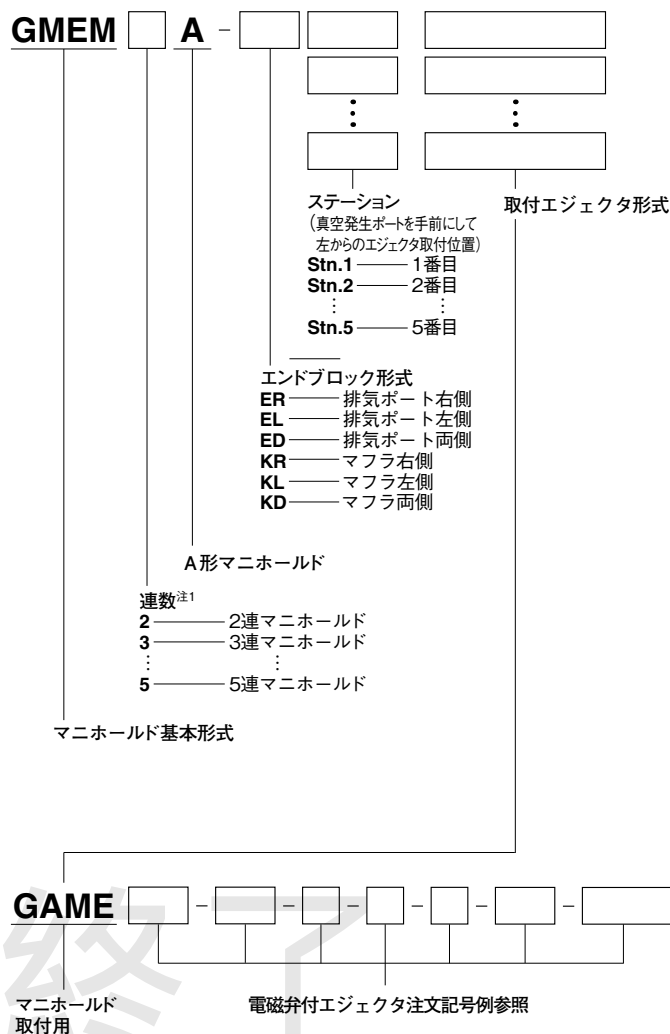 GMEM A -
ステーション
(真空発生ポートを手前にして
左からのエジェクタ取付位置)
Stn.1 1番目
Stn.2 2番目
⋮ ⋮
Stn.5 5番目
取付エジェクタ形式
エンドブロック形式
ER 排気ポート右側
EL 排気ポート左側
ED 排気ポート両側
KR マフラ右側
KL マフラ左側
KD マフラ両側
A形マニホールド
連数注1
2 2連マニホールド
3 3連マニホールド
⋮ ⋮
5 5連マニホールド
マニホールド基本形式
GAME - - - - - -
マニホールド
取付用
電磁弁付エジェクタ注文記号例参照
終了